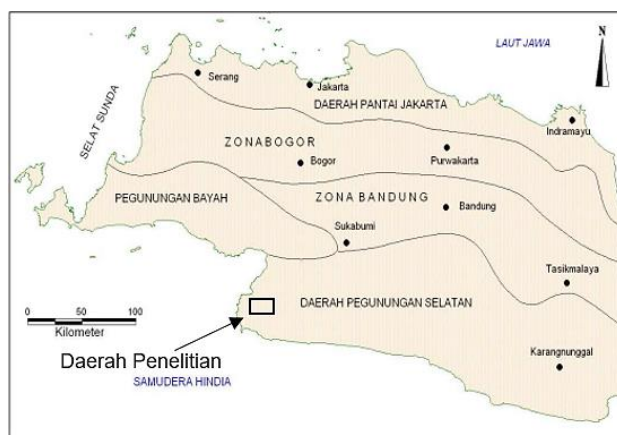 LAUT JAWA
N
Serang
Jakarta
DAERAH PANTAI JAKARTA
SELAT SUNDA
Indramayu
ZONABOGOR
Bogor
Purwakarta
PEGUNUNGAN BAYAH
ZONA BANDUNG
Bandung
Sukabumi
Tasikmalaya
DAERAH PEGUNUNGAN SELATAN
0 50 100
Kilometer
Daerah Penelitian
SAMUDERA HINDIA
Karangnunggal